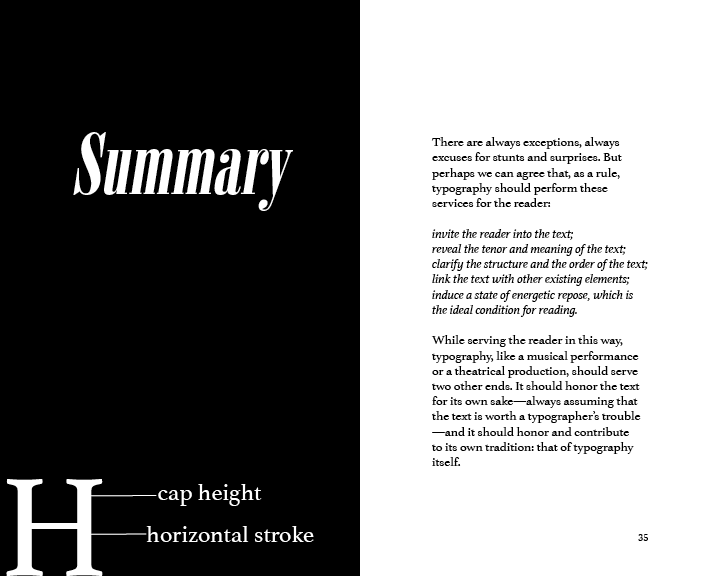 Summary
H
cap height
horizontal stroke
There are always exceptions, always
excuses for stunts and surprises. But
perhaps we can agree that, as a rule,
typography should perform these
services for the reader:
invite the reader into the text;
reveal the tenor and meaning of the text;
clarify the structure and the order of the text;
link the text with other existing elements;
induce a state of energetic repose, which is
the ideal condition for reading.
While serving the reader in this way,
typography, like a musical performance
or a theatrical production, should serve
two other ends. It should honor the text
for its own sake—always assuming that
the text is worth a typographer's trouble
—and it should honor and contribute
to its own tradition: that of typography
itself.
35